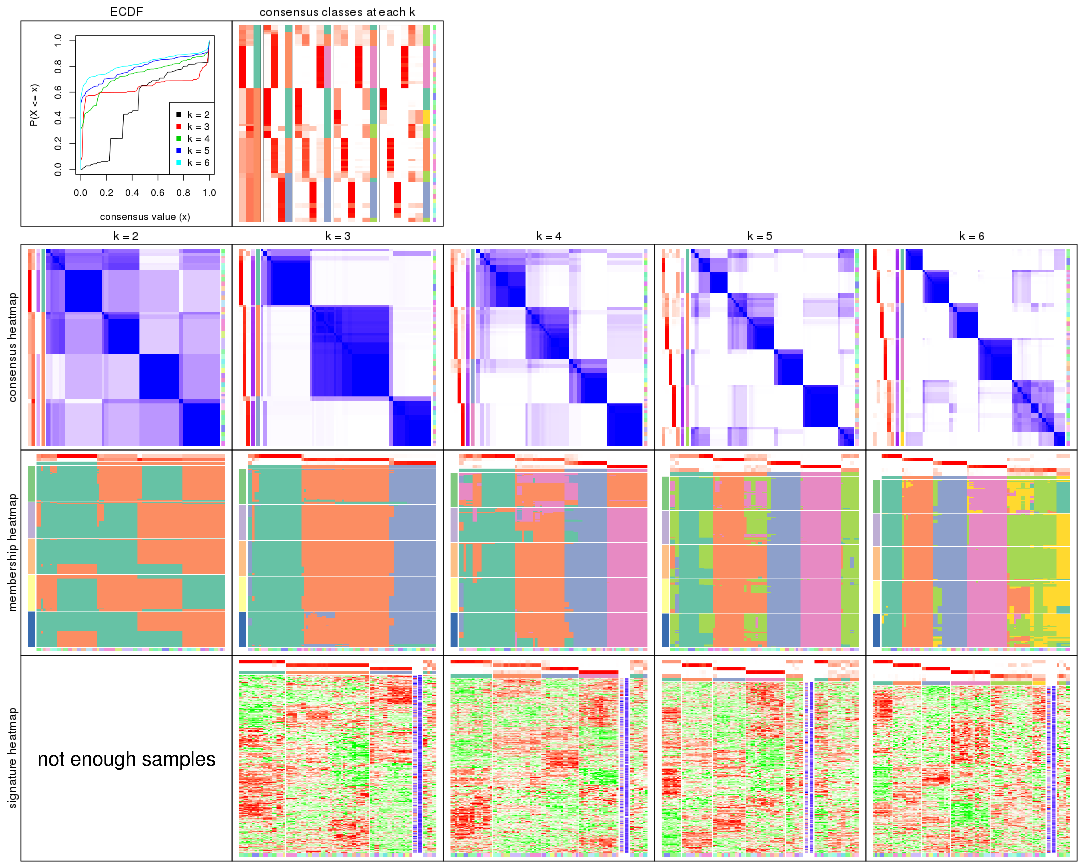 ECDF
consensus classes at each k
P(X <= x)
0.0
0.2
0.4
0.6
0.8
1.0
k = 2
k = 3
k = 4
k = 5
k = 6
0.0 0.2 0.4 0.6 0.8 1.0
consensus value (x)
k = 2
k = 3
k = 4
k = 5
k = 6
consensus heatmap
membership heatmap
signature heatmap
not enough samples